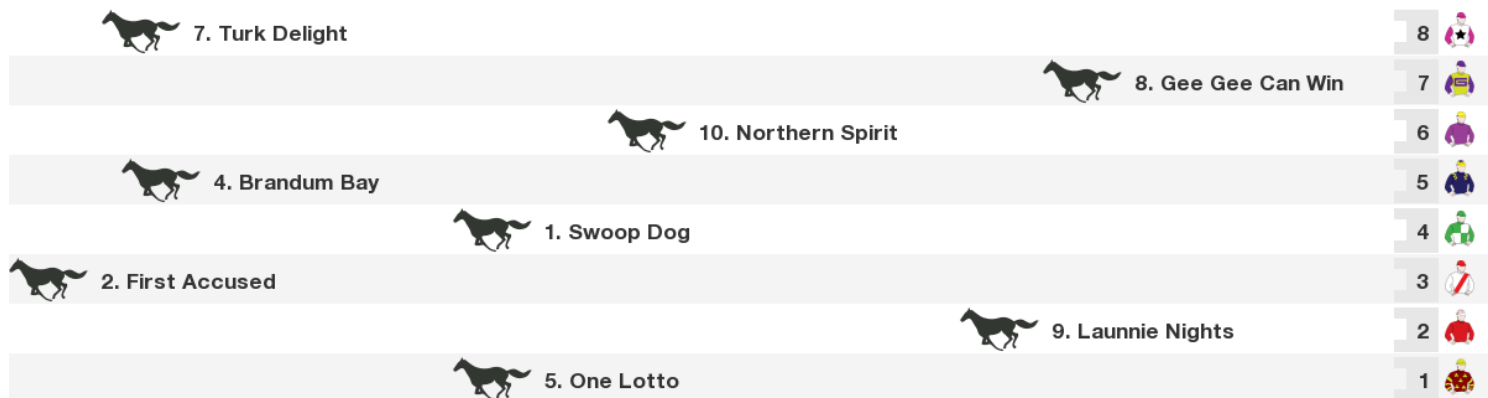 7. Turk Delight 8
8. Gee Gee Can Win 7 G
10. Northern Spirit 6
4. Brandum Bay 5
1. Swoop Dog 4
2. First Accused 3
9. Launnie Nights 2
5. One Lotto 1